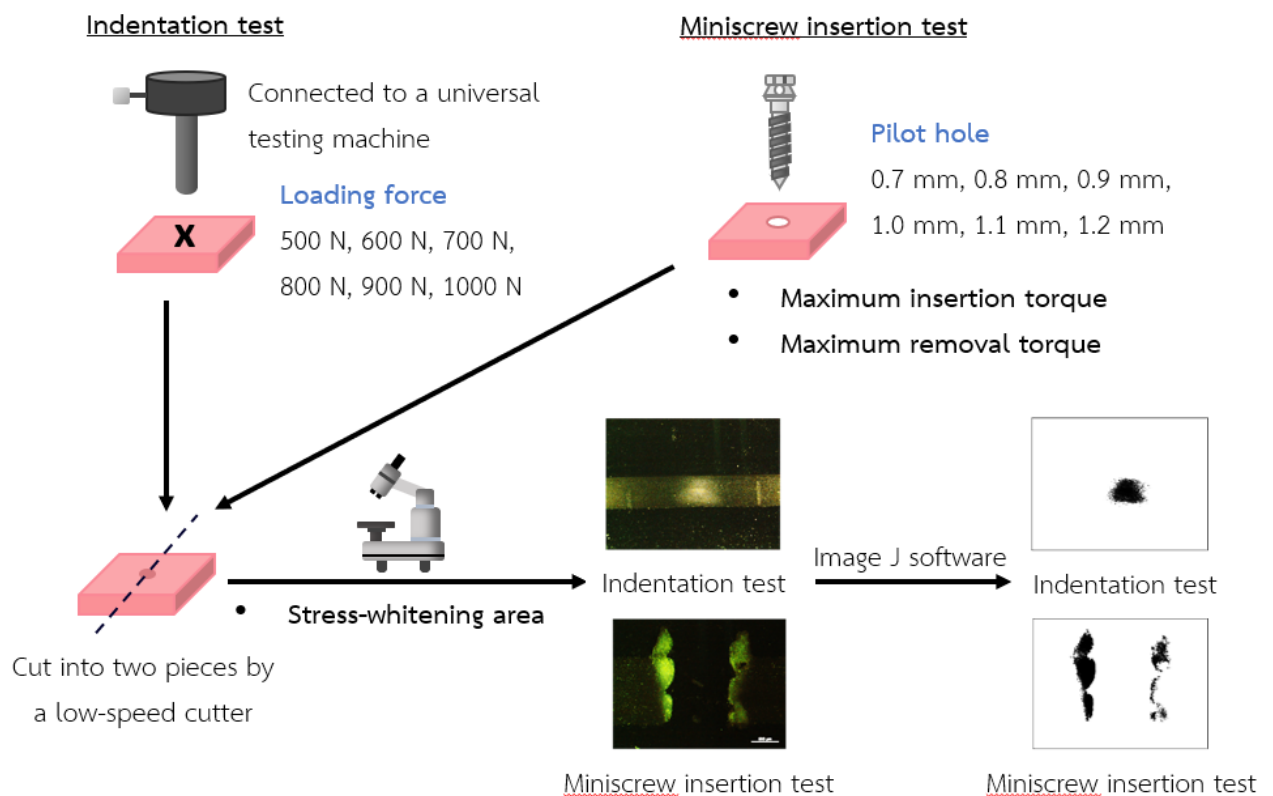 Indentation test
Connected to a universal
testing machine
Loading force
500 N, 600 N, 700 N,
800 N, 900 N, 1000 N
X
Miniscrew insertion test
Pilot hole
0.7 mm, 0.8 mm, 0.9 mm,
1.0 mm, 1.1 mm, 1.2 mm
• Maximum insertion torque
• Maximum removal torque
Cut into two pieces by
a low-speed cutter
• Stress-whitening area
Indentation test
Miniscrew insertion test
Image J software
Indentation test
Miniscrew insertion test